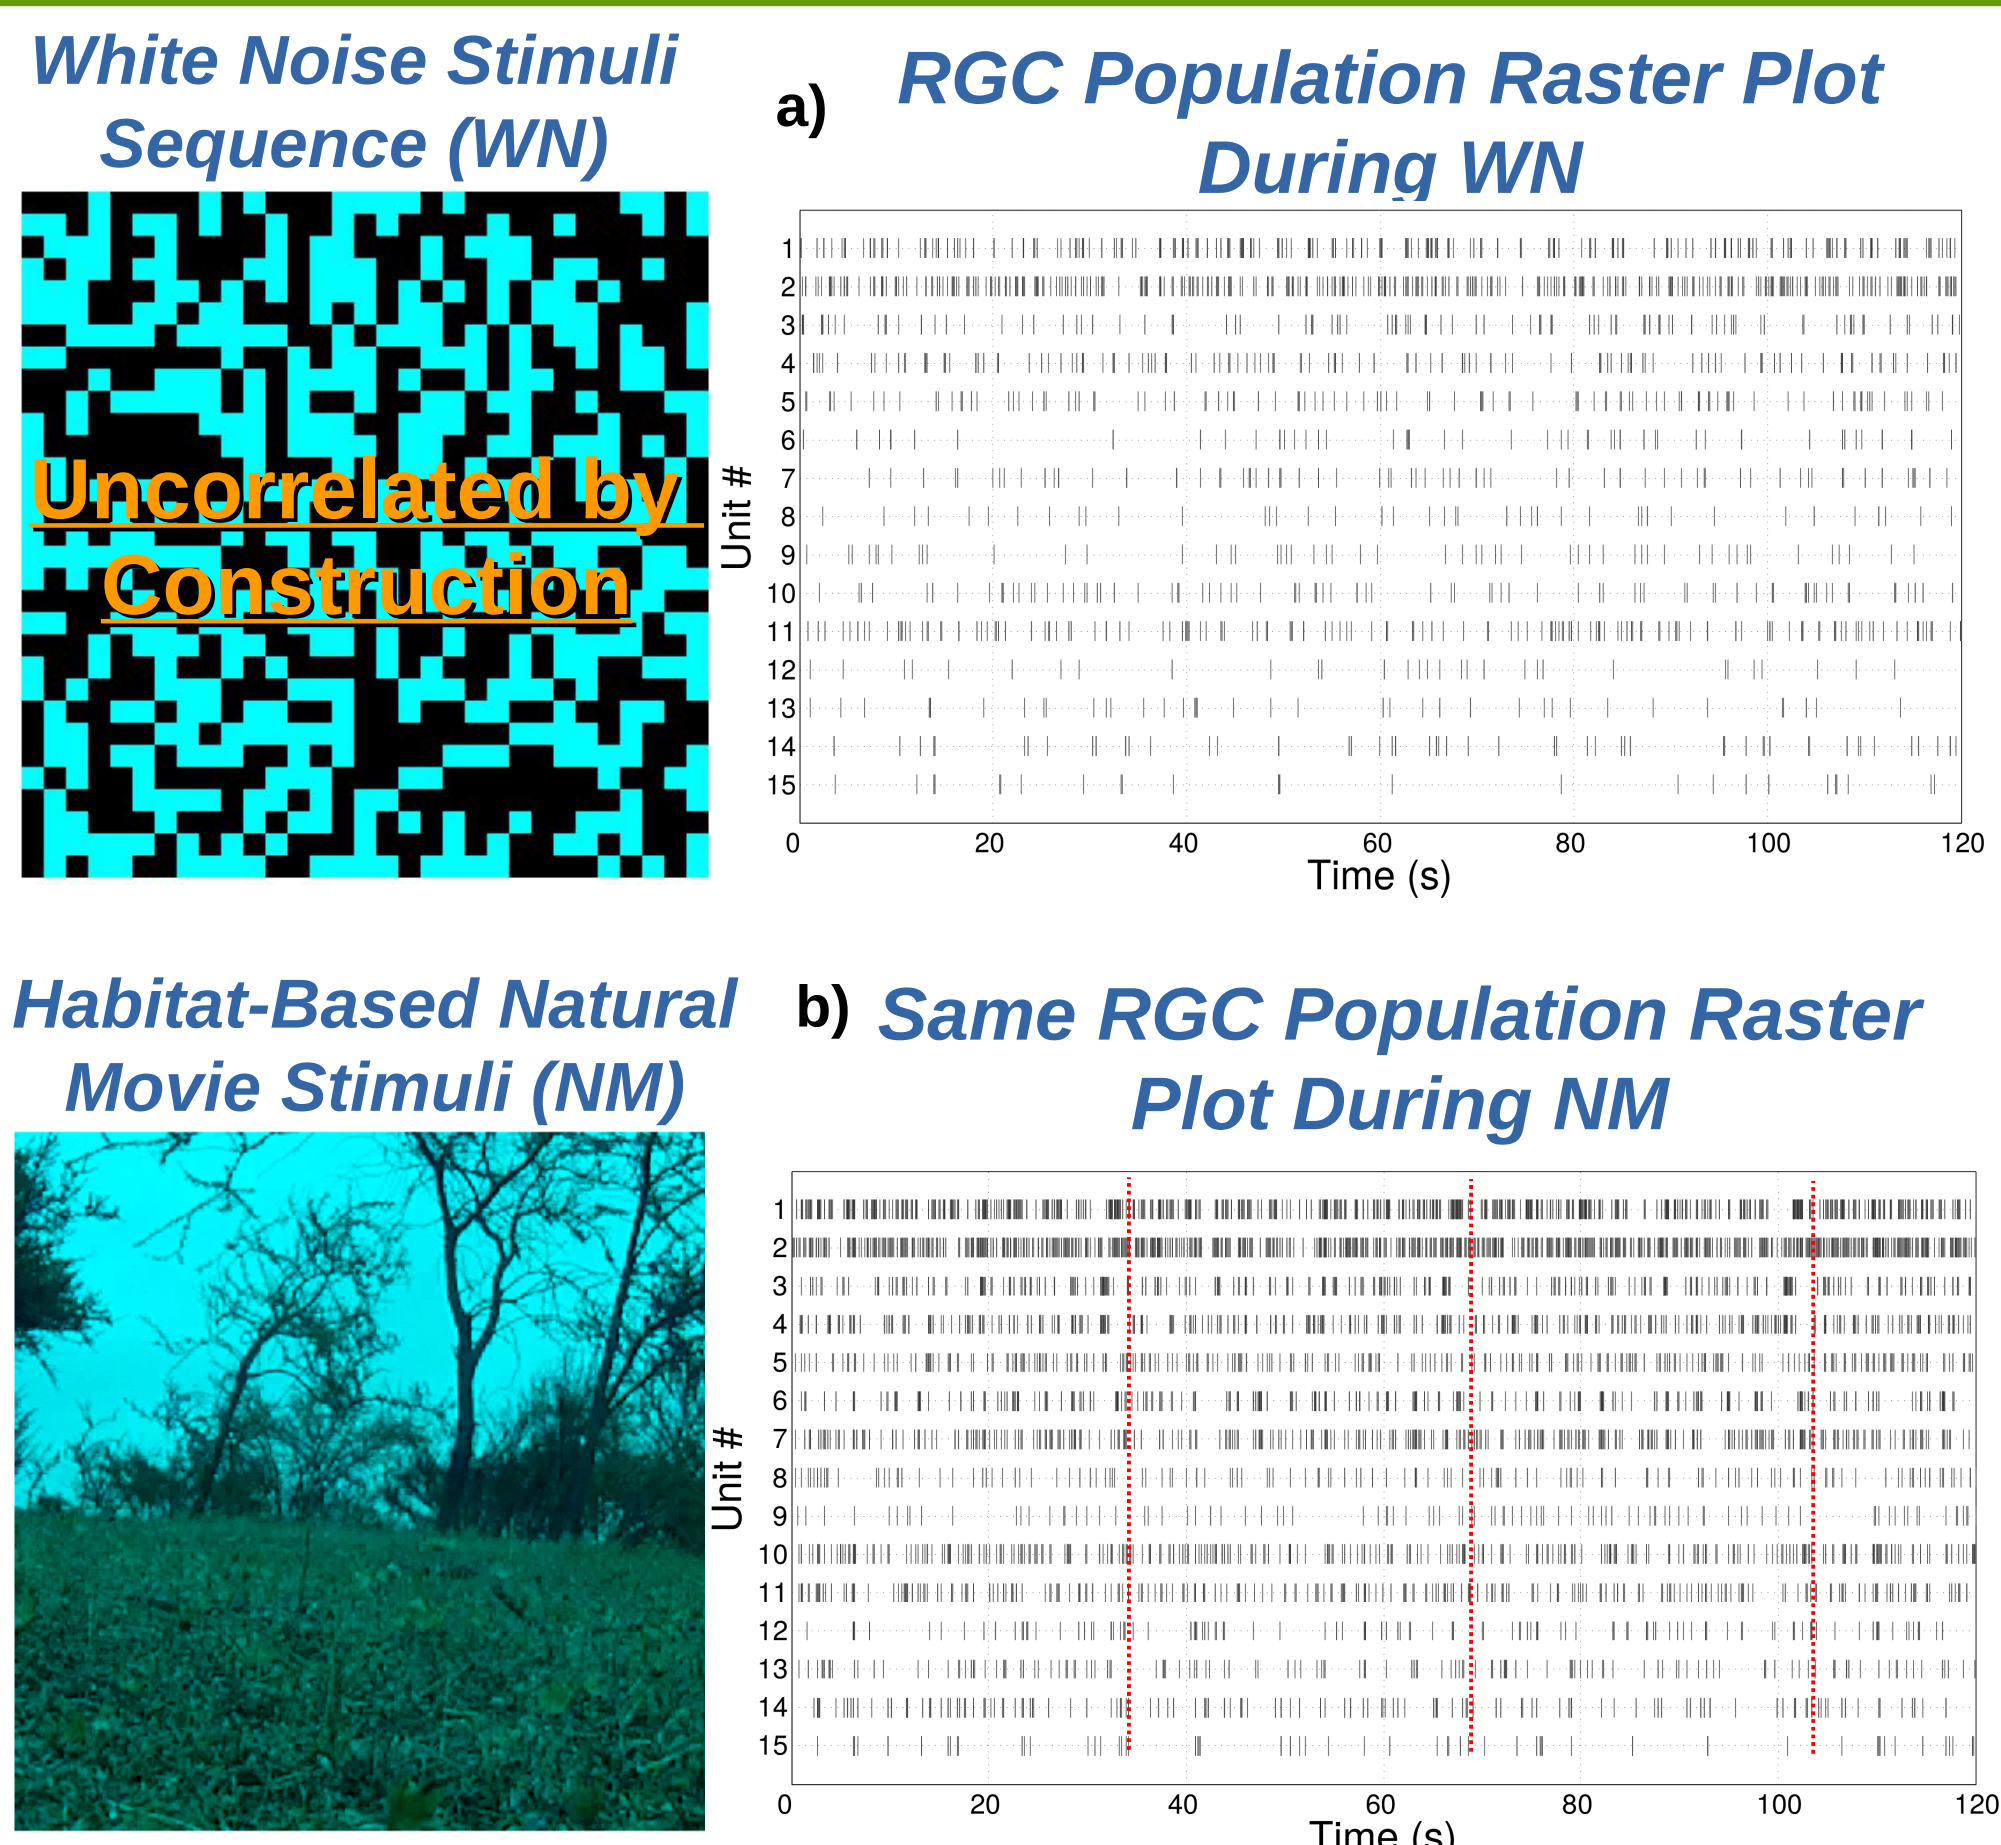 White Noise Stimuli
Sequence (WN)
Uncorrelated by
Construction
a)
RGC Population Raster Plot
During WN
Unit #
1
2
3
4
5
6
7
8
9
10
11
12
13
14
15
0 20 40 60 80 100 120
Time (s)
Habitat-Based Natural
Movie Stimuli (NM)
b)
Same RGC Population Raster
Plot During NM
Unit #
1
2
3
4
5
6
7
8
9
10
11
12
13
14
15
0 20 40 60 80 100 120
Time (s)